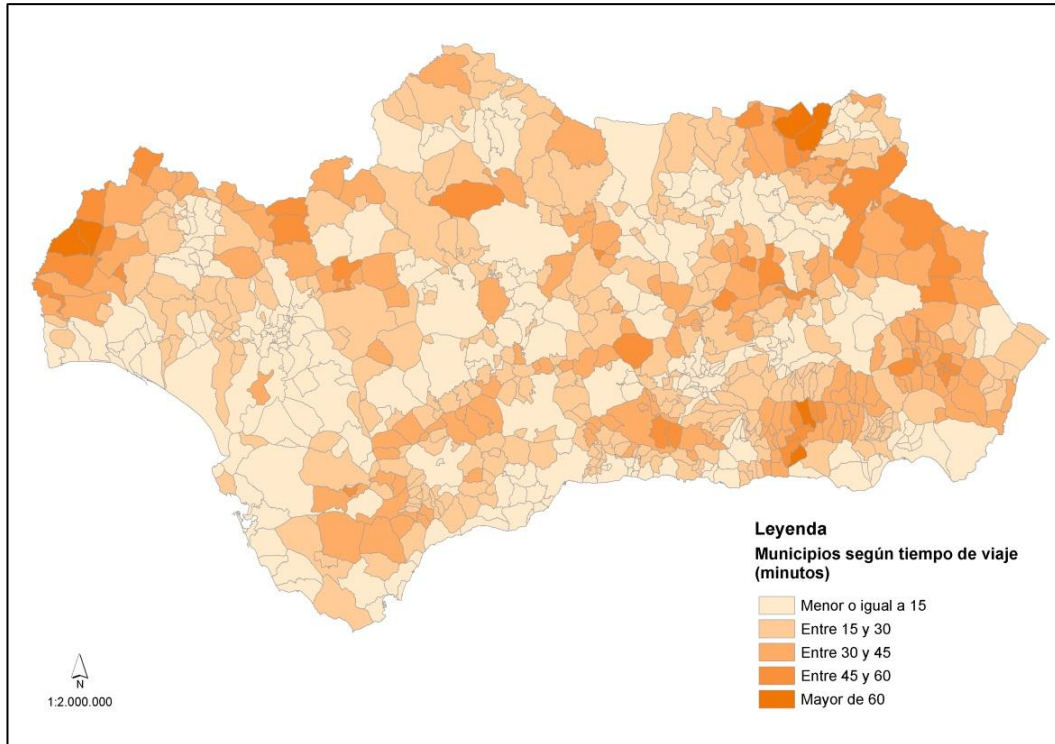 Leyenda
Municipios según tiempo de viaje
(minutos)
Menor o igual a 15
Entre 15 y 30
Entre 30 y 45
Entre 45 y 60
Mayor de 60
N
1:2.000.000